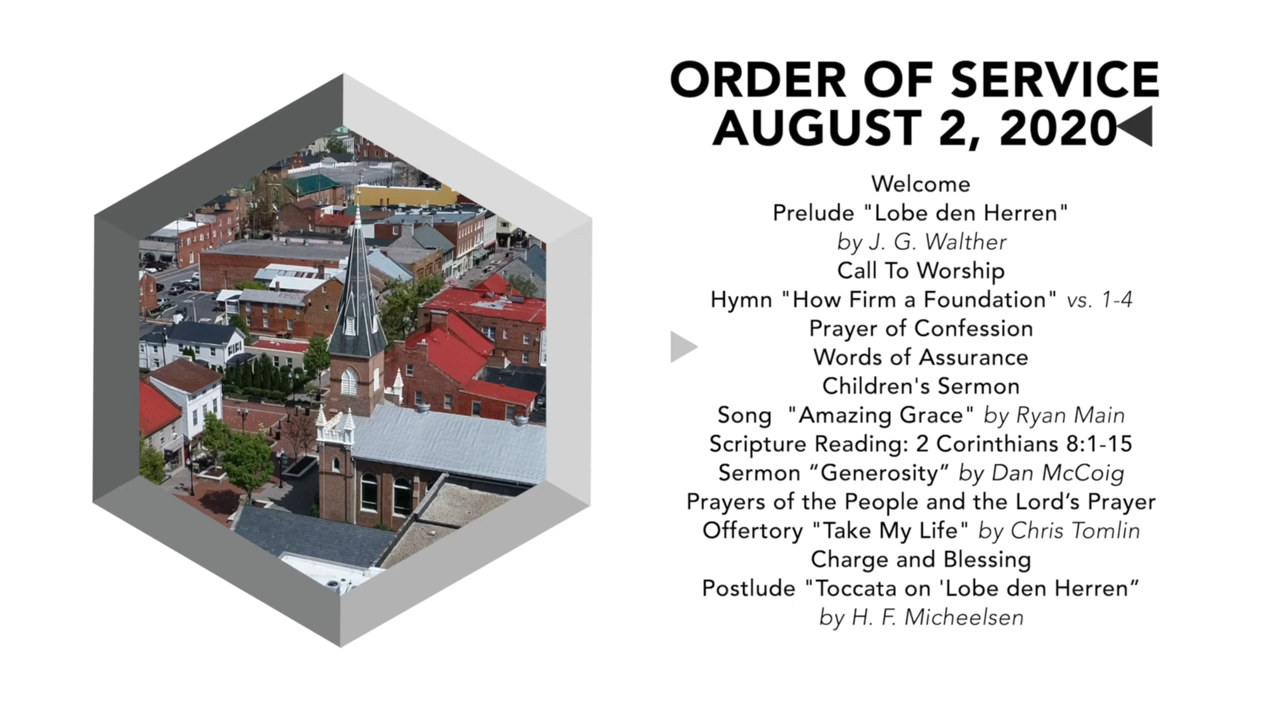 ORDER OF SERVICE
AUGUST 2, 2020
Welcome
Prelude "Lobe den Herren"
by J. G. Walther
Call To Worship
Hymn "How Firm a Foundation" vs. 1-4
Prayer of Confession
Words of Assurance
Children's Sermon
Song  "Amazing Grace" by Ryan Main
Scripture Reading: 2 Corinthians 8:1-15
Sermon “Generosity” by Dan McCoig
Prayers of the People and the Lord’s Prayer
Offertory "Take My Life" by Chris Tomlin
Charge and Blessing
Postlude "Toccata on 'Lobe den Herren”
by H. F. Micheelsen